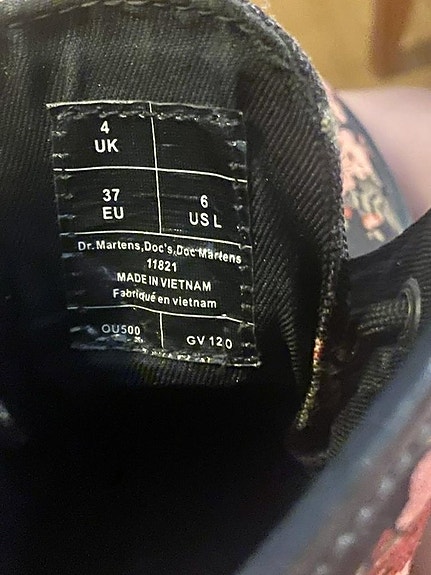 4
UK
37
EU
6
US L
Dr.Martens,Doc's,Doc Martens
11821
MADE IN VIETNAM
Fabriqué en vietnam
OU500
GV 120